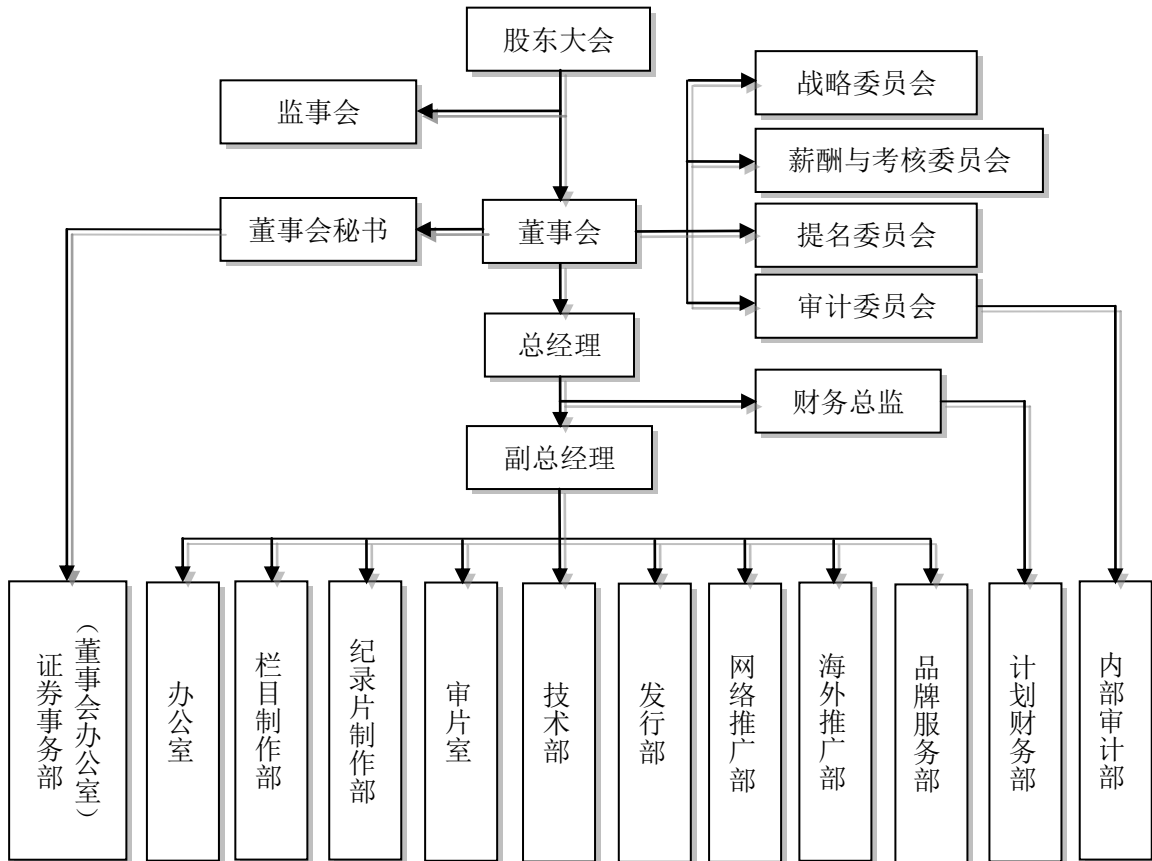 股东大会
战略委员会
监事会
薪酬与考核委员会
董事会秘书
董事会
提名委员会
审计委员会
总经理
财务总监
副总经理
证券事务部
（董事会办公室）
办公室
栏目制作部
纪录片制作部
审片室
技术部
发行部
网络推广部
海外推广部
品牌服务部
计划财务部
内部审计部